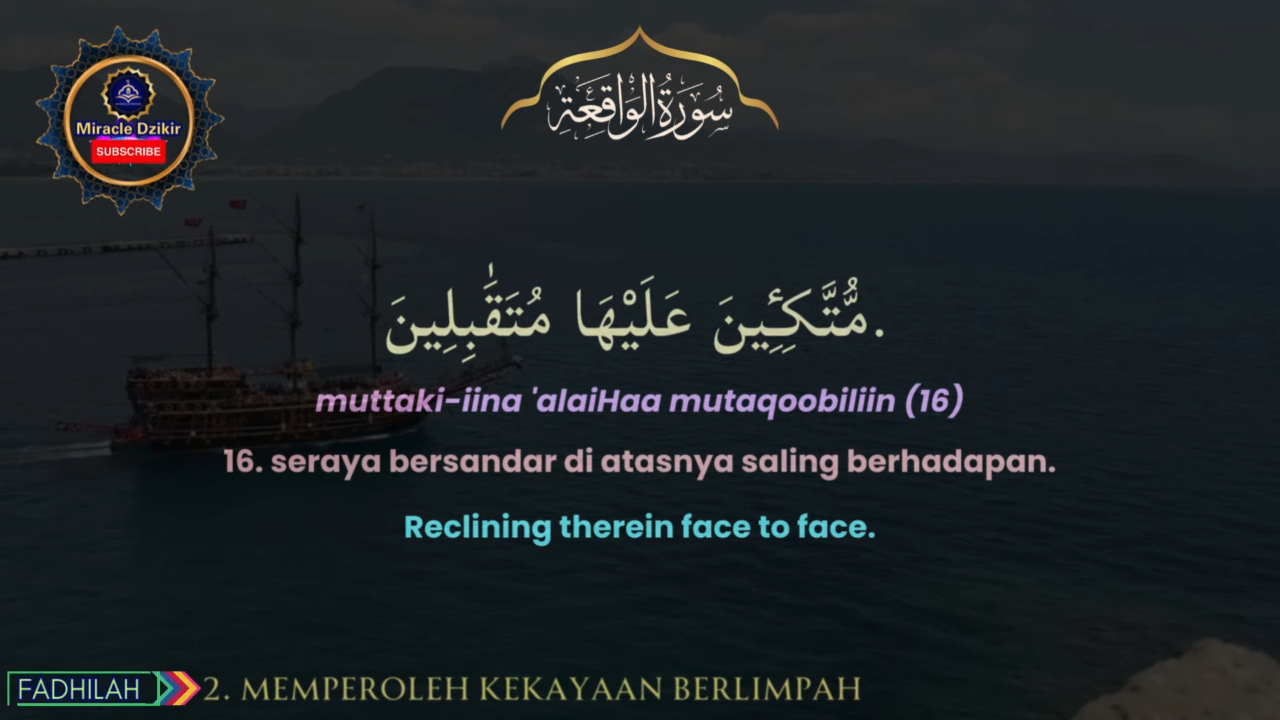 Miracle Dzikir
SUBSCRIBE
سُورَةُ الْوَاقِعَةِ
مُّتَّكِـِٔينَ عَلَيْهَا مُتَقَٰبِلِينَ.
muttaki-iina 'alaiHaa mutaqoobiliin (16)
16. seraya bersandar di atasnya saling berhadapan.
Reclining therein face to face.
FADHILAH
2. MEMPEROLEH KEKAYAAN BERLIMPAH